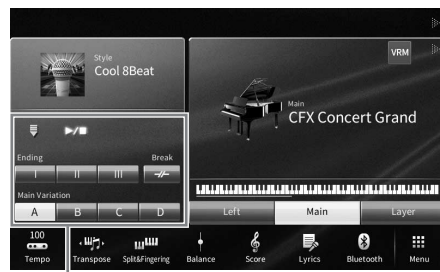 VRM
Style
Cool 8Beat
Main
CFX Concert Grand
Ending
Break
I II III
Main Variation
A B C D
Left Main Layer
100
Tempo Transpose Split&Fingering Balance Score Lyrics Bluetooth Menu